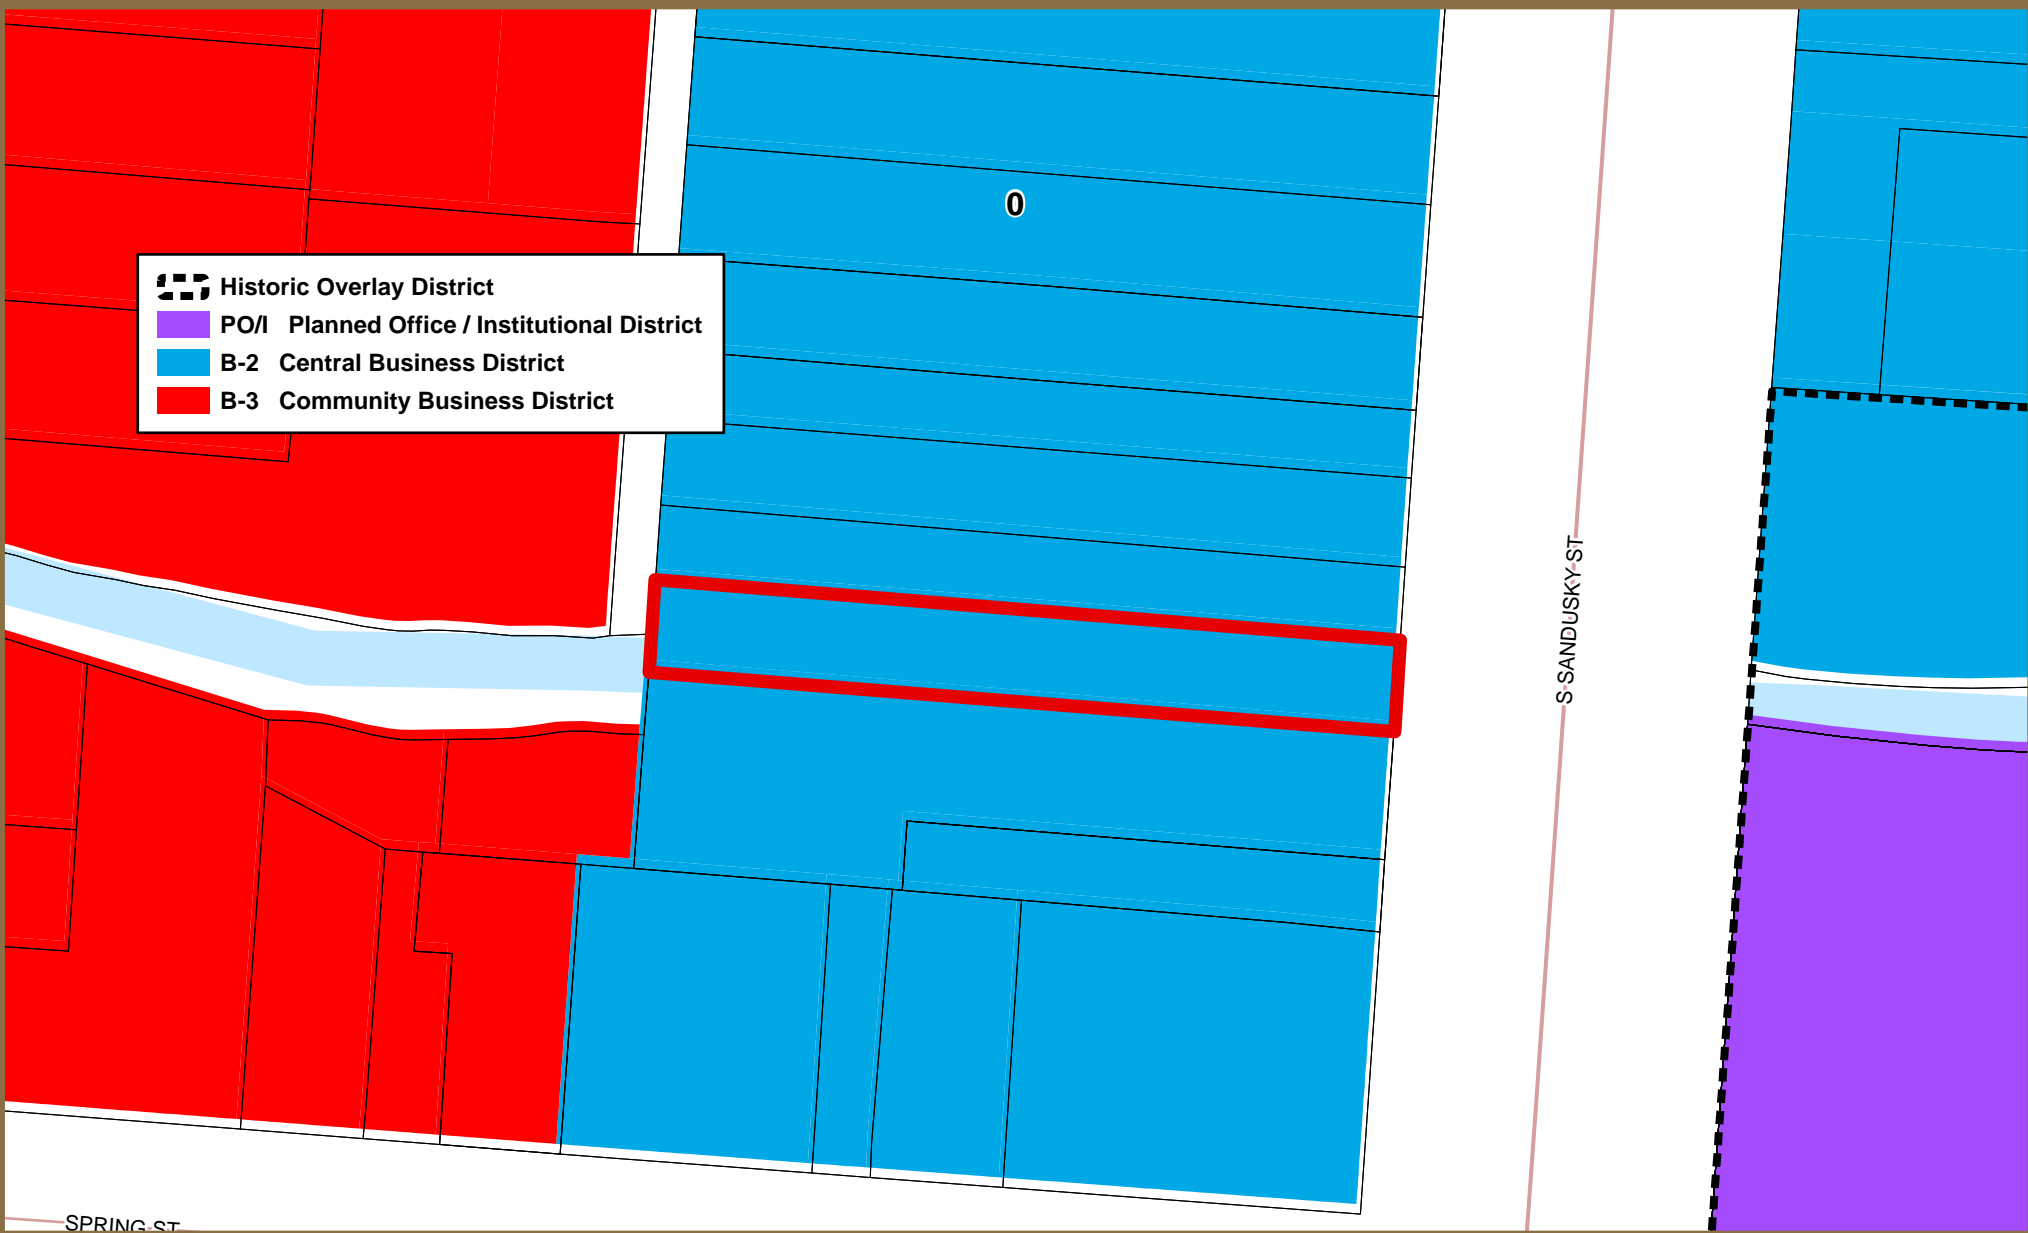 0
Historic Overlay District
PO/I Planned Office / Institutional District
B-2 Central Business District
B-3 Community Business District
S SANDUSKY ST
SPRING ST